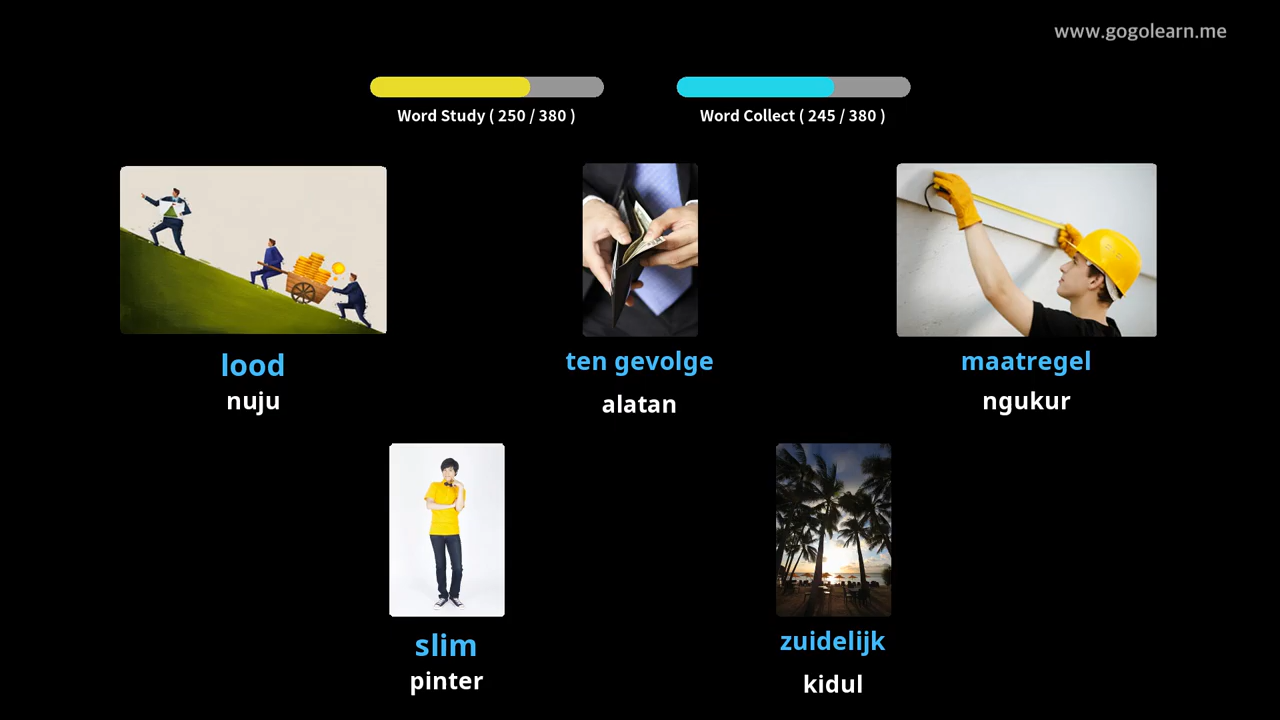 www.gogolearn.me
Word Study ( 250 / 380 )
Word Collect ( 245 / 380 )
lood
nuju
ten gevolge
alatan
maatregel
ngukur
slim
pinter
zuidelijk
kidul